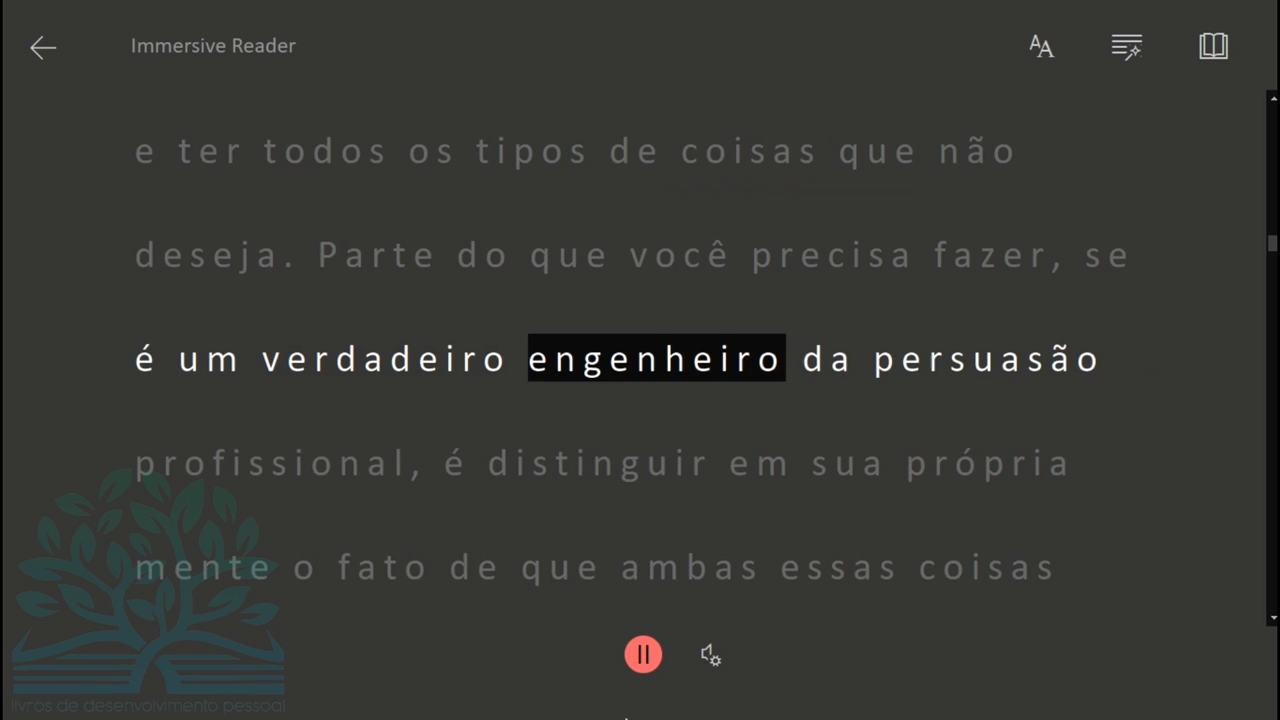 Immersive Reader
e ter todos os tipos de coisas que não
deseja. Parte do que você precisa fazer, se
é um verdadeiro engenheiro da persuasão
profissional, é distinguir em sua própria
mente o fato de que ambas essas coisas
livros de desenvolvimento pessoal